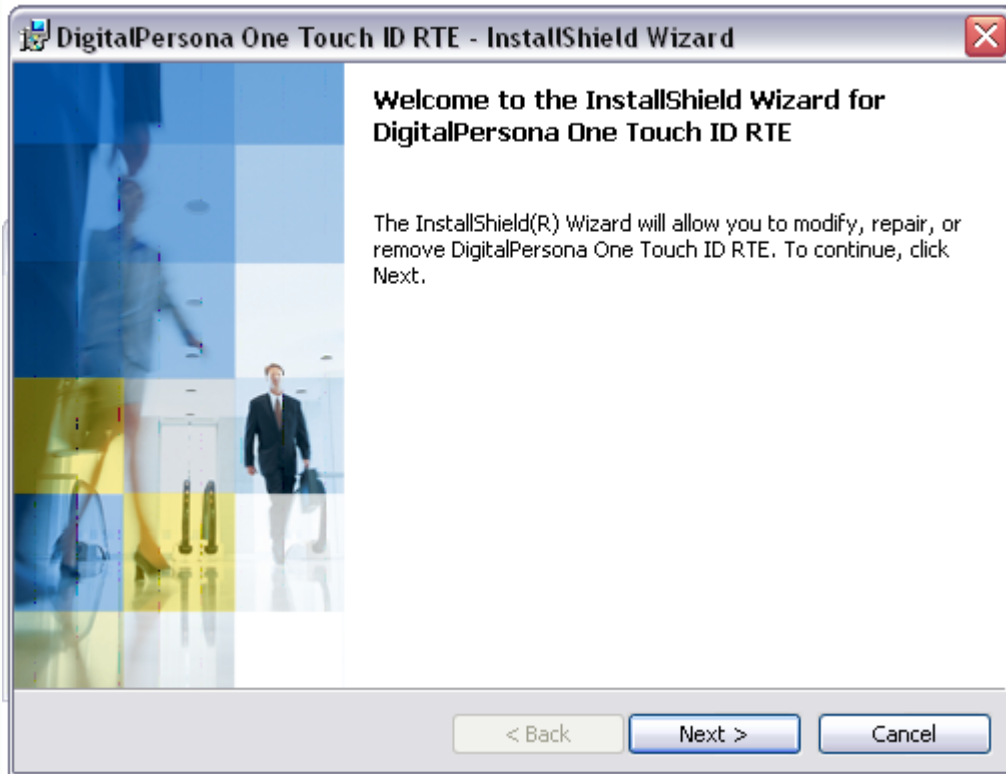 DigitalPersona One Touch ID RTE - InstallShield Wizard
Welcome to the InstallShield Wizard for
DigitalPersona One Touch ID RTE
The InstallShield(R) Wizard will allow you to modify, repair, or
remove DigitalPersona One Touch ID RTE. To continue, click
Next.
< Back
Next >
Cancel